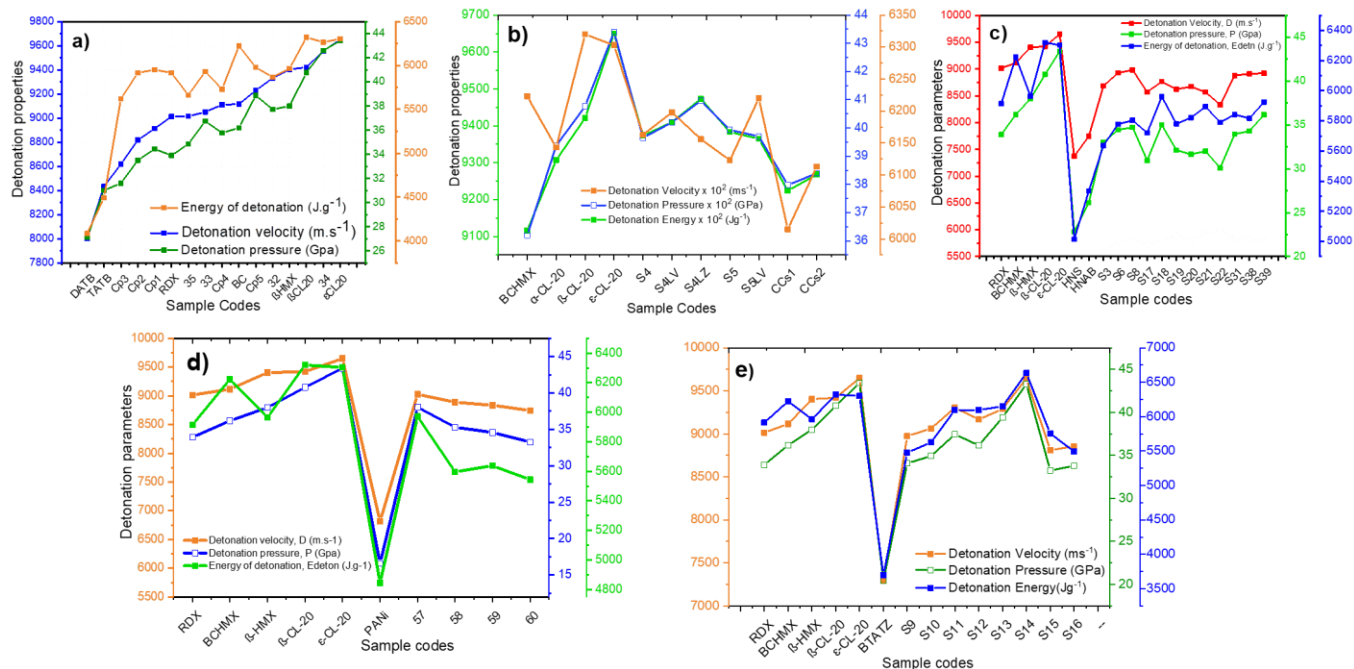 a)
Detonation properties
9800
9600
9400
9200
9000
8800
8600
8400
8200
8000
7800
6000
5500
5000
4500
4000
44
42
40
38
36
34
32
30
28
26
Energy of detonation (J.g⁻¹)
Detonation velocity (m.s⁻¹)
Detonation pressure (Gpa)
DATB
TATB
Cp3
Cp2
Cp1
RDX
35
33
Cp4
BC
Cp5
32
ßHMX
ßCL20
34
εCL20
Sample Codes
b)
Detonation properties
9700
9600
9500
9400
9300
9200
9100
44
43
42
41
40
39
38
37
36
6350
6300
6250
6200
6150
6100
6050
6000
Detonation Velocity x 10² (ms⁻¹)
Detonation Pressure x 10² (GPa)
Detonation Energy x 10² (Jg⁻¹)
BCHMX
α-CL-20
ß-CL-20
ε-CL-20
S4
S4LV
S4LZ
S5
S5LV
CCs1
CCs2
Sample Codes
c)
Detonation parameters
10000
9500
9000
8500
8000
7500
7000
6500
6000
5500
45
40
35
30
25
20
6200
6000
5800
5600
5400
5200
5000
Detonation Velocity, D (m.s⁻¹)
Detonation pressure, P (Gpa)
Energy of detonation, Edetn (J.g⁻¹)
RDX
BCHMX
ß-HMX
ß-CL-20
ε-CL-20
HNS
HNAB
S3
S6
S8
S17
S18
S19
S20
S21
S22
S31
S38
S39
Sample codes
d)
Detonation parameters
10000
9500
9000
8500
8000
7500
7000
6500
6000
5500
45
40
35
30
25
20
15
6400
6200
6000
5800
5600
5400
5200
5000
4800
Detonation velocity, D (m.s-1)
Detonation pressure, P (Gpa)
Energy of detonation, Edeton (J.g-1)
RDX
BCHMX
ß-HMX
ß-CL-20
ε-CL-20
PANi
57
58
59
60
Sample codes
e)
Detonation parameters
10000
9500
9000
8500
8000
7500
7000
45
40
35
30
25
20
7000
6500
6000
5500
5000
4500
4000
3500
Detonation Velocity (ms⁻¹)
Detonation Pressure (GPa)
Detonation Energy(Jg⁻¹)
RDX
BCHMX
ß-HMX
ß-CL-20
ε-CL-20
BTATZ
S9
S10
S11
S12
S13
S14
S15
S16
--
Sample codes